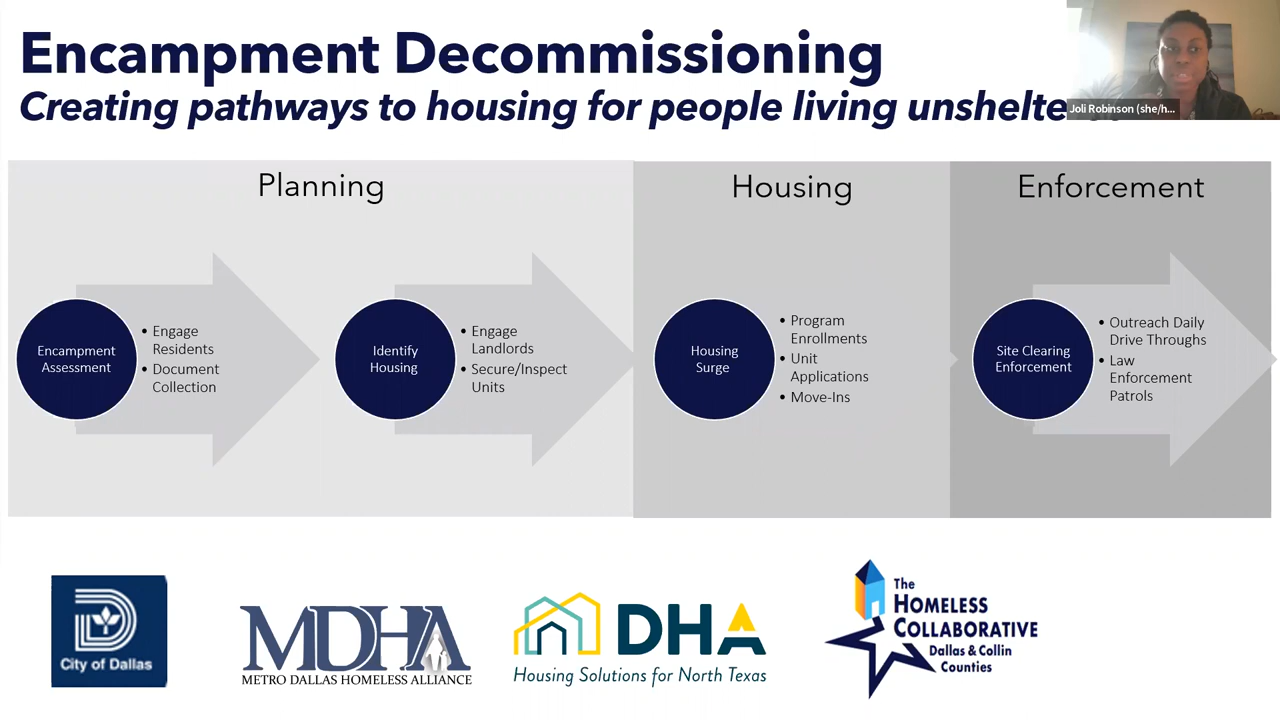 Encampment Decommissioning
Creating pathways to housing for people living unshelte
Joli Robinson (she/h...
Planning
Housing
Enforcement
Encampment
Assessment
• Engage
Residents
• Document
Collection
Identify
Housing
• Engage
Landlords
• Secure/Inspect
Units
Housing
Surge
• Program
Enrollments
• Unit
Applications
• Move-Ins
Site Clearing
Enforcement
• Outreach Daily
Drive Throughs
• Law
Enforcement
Patrols
City of Dallas
MDHA
METRO DALLAS HOMELESS ALLIANCE
DHA
Housing Solutions for North Texas
The
HOMELESS
COLLABORATIVE
Dallas & Collin
Counties